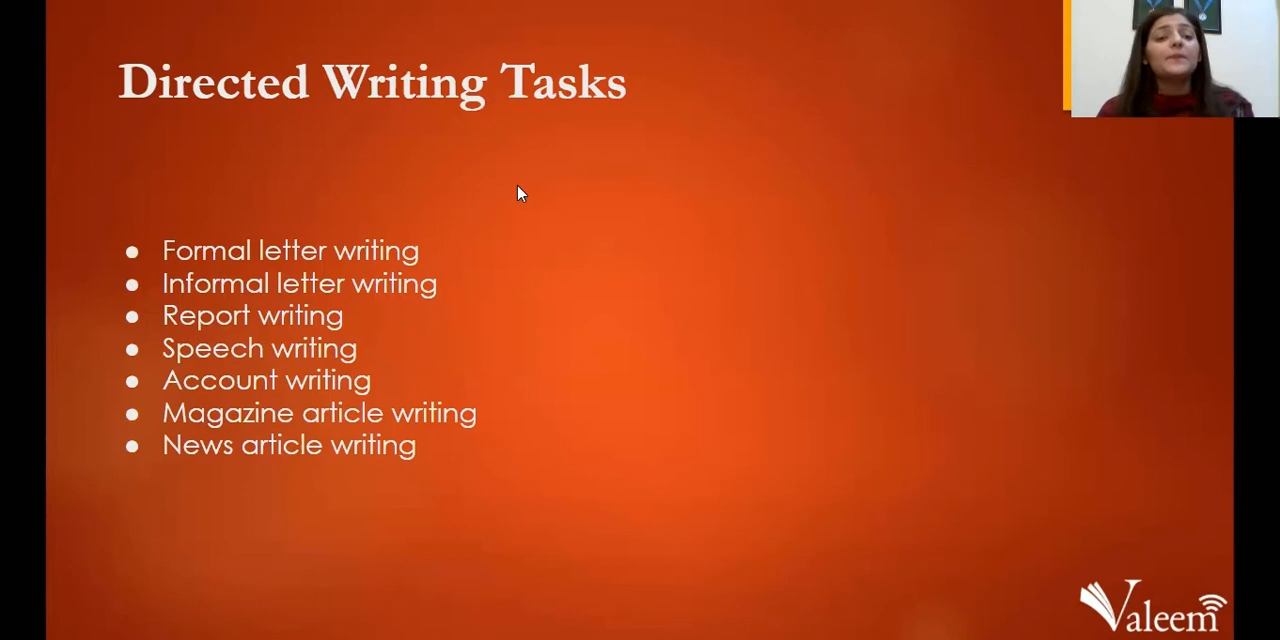 Directed Writing Tasks
● Formal letter writing
● Informal letter writing
● Report writing
● Speech writing
● Account writing
● Magazine article writing
● News article writing
Valeem